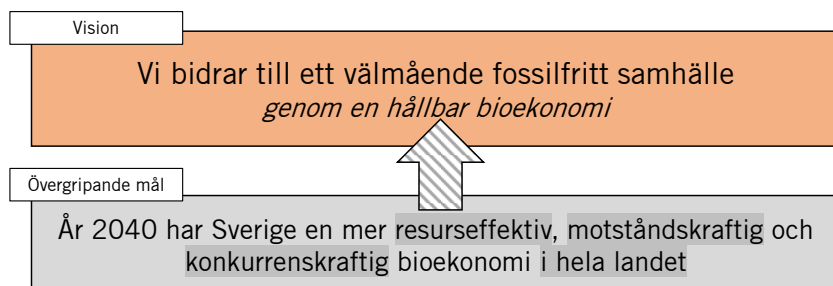 Vision
Vi bidrar till ett välmående fossilfritt samhälle
genom en hållbar bioekonomi
Övergripande mål
År 2040 har Sverige en mer resurseffektiv, motståndskraftig och
konkurrenskraftig bioekonomi i hela landet